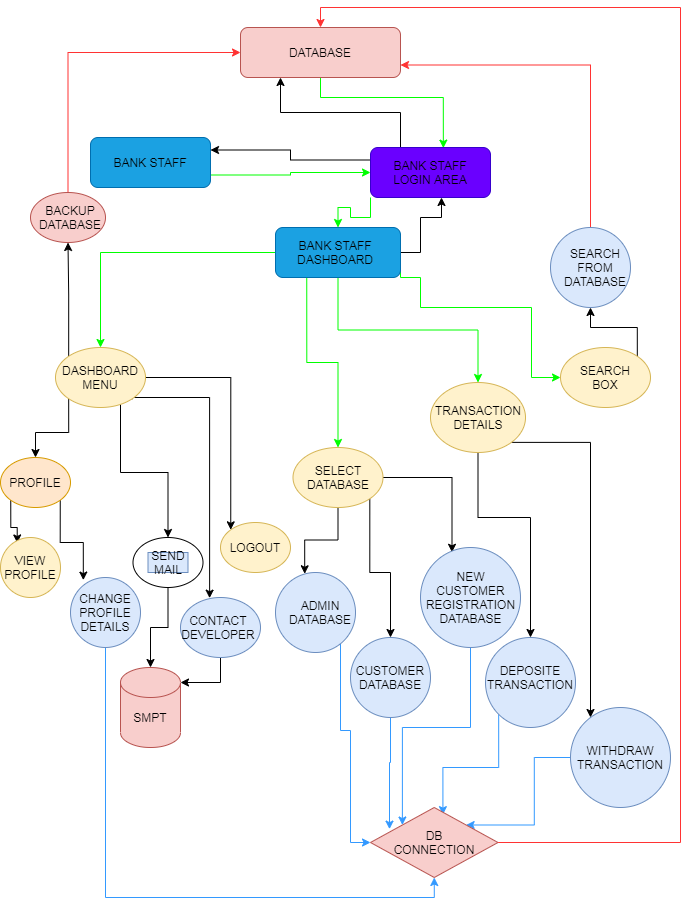 DATABASE
BANK STAFF
BANK STAFF
LOGIN AREA
BACKUP
DATABASE
BANK STAFF
DASHBOARD
SEARCH
FROM
DATABASE
DASHBOARD
MENU
SEARCH
BOX
TRANSACTION
DETAILS
PROFILE
SELECT
DATABASE
LOGOUT
SEND
MAIL
VIEW
PROFILE
NEW
CUSTOMER
REGISTRATION
DATABASE
CHANGE
PROFILE
DETAILS
ADMIN
DATABASE
CONTACT
DEVELOPER
CUSTOMER
DATABASE
DEPOSITE
TRANSACTION
SMPT
WITHDRAW
TRANSACTION
DB
CONNECTION